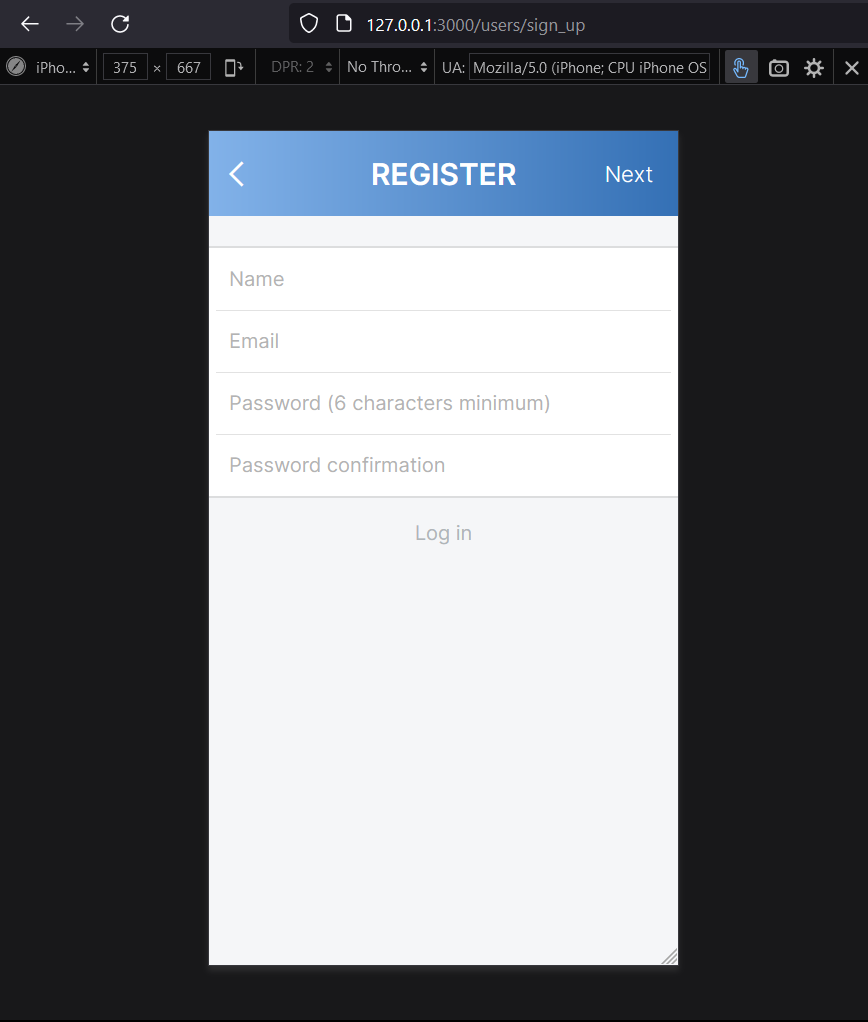 127.0.0.1:3000/users/sign_up
iPho... 375 × 667 DPR: 2 No Thro... UA: Mozilla/5.0 (iPhone; CPU iPhone OS
REGISTER Next
Name
Email
Password (6 characters minimum)
Password confirmation
Log in